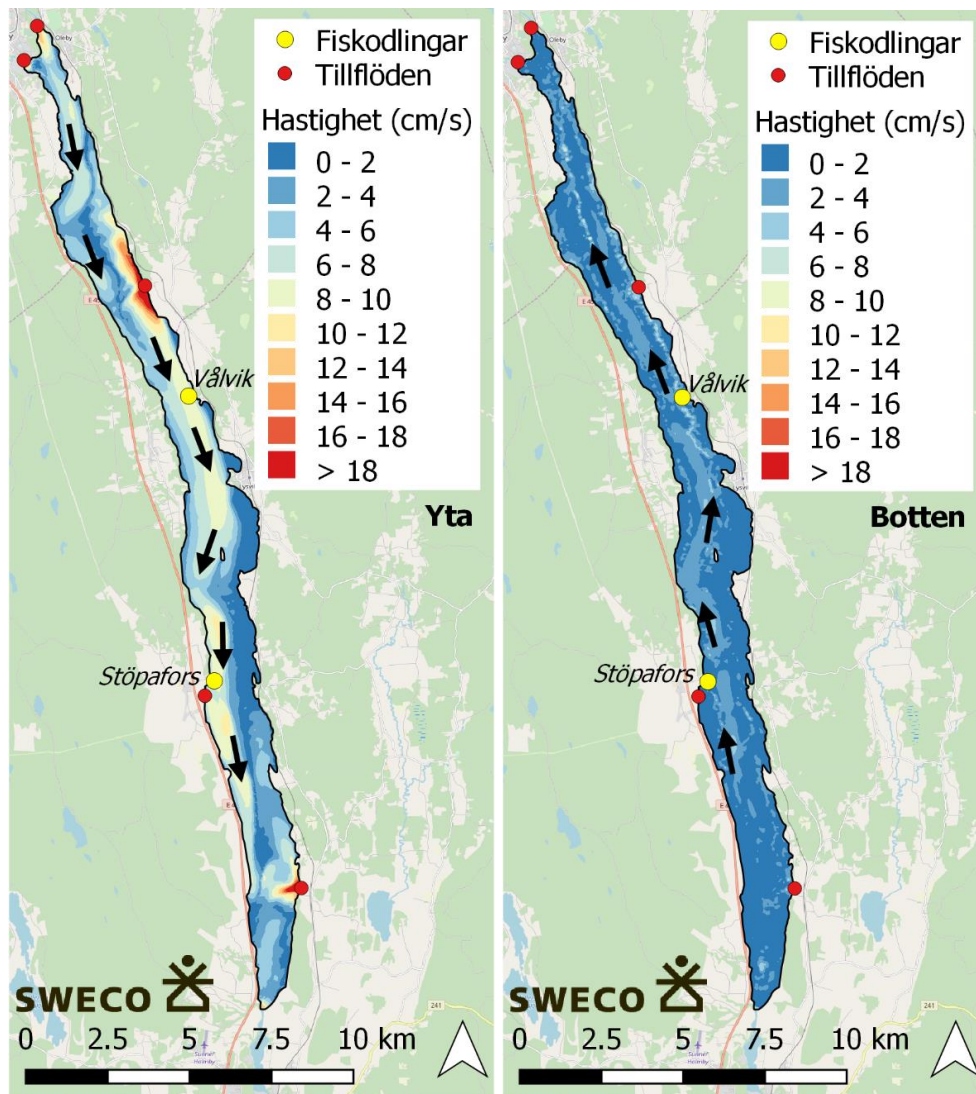 Fiskodlingar
Tillflöden
Hastighet (cm/s)
0 - 2
2 - 4
4 - 6
6 - 8
8 - 10
10 - 12
12 - 14
14 - 16
16 - 18
> 18
Yta
Vålvik
Stöpafors
SWECO
0 2.5 5 7.5 10 km
241
Fiskodlingar
Tillflöden
Hastighet (cm/s)
0 - 2
2 - 4
4 - 6
6 - 8
8 - 10
10 - 12
12 - 14
14 - 16
16 - 18
> 18
Botten
Vålvik
Stöpafors
SWECO
0 2.5 5 7.5 10 km
241